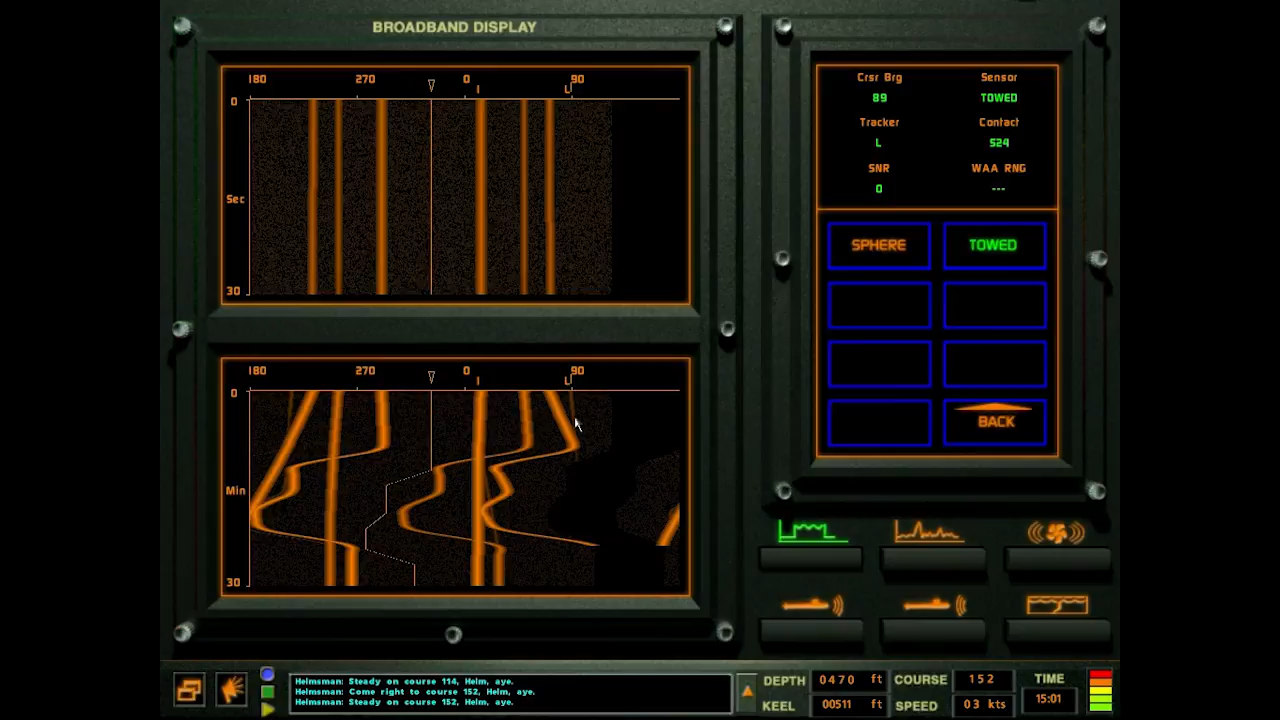 BROADBAND DISPLAY
180 270 0 90
I L
0
Sec
30
180 270 0 90
I L
0
Min
30
Crsr Brg Sensor
89 TOWED
Tracker Contact
L S24
SNR WAA RNG
0 ---
SPHERE TOWED
BACK
Helmsman: Steady on course 114, Helm, aye.
Helmsman: Come right to course 152, Helm, aye.
Helmsman: Steady on course 152, Helm, aye.
DEPTH 0470 ft COURSE 152 TIME
KEEL 00511 ft SPEED 03 kts 15:01